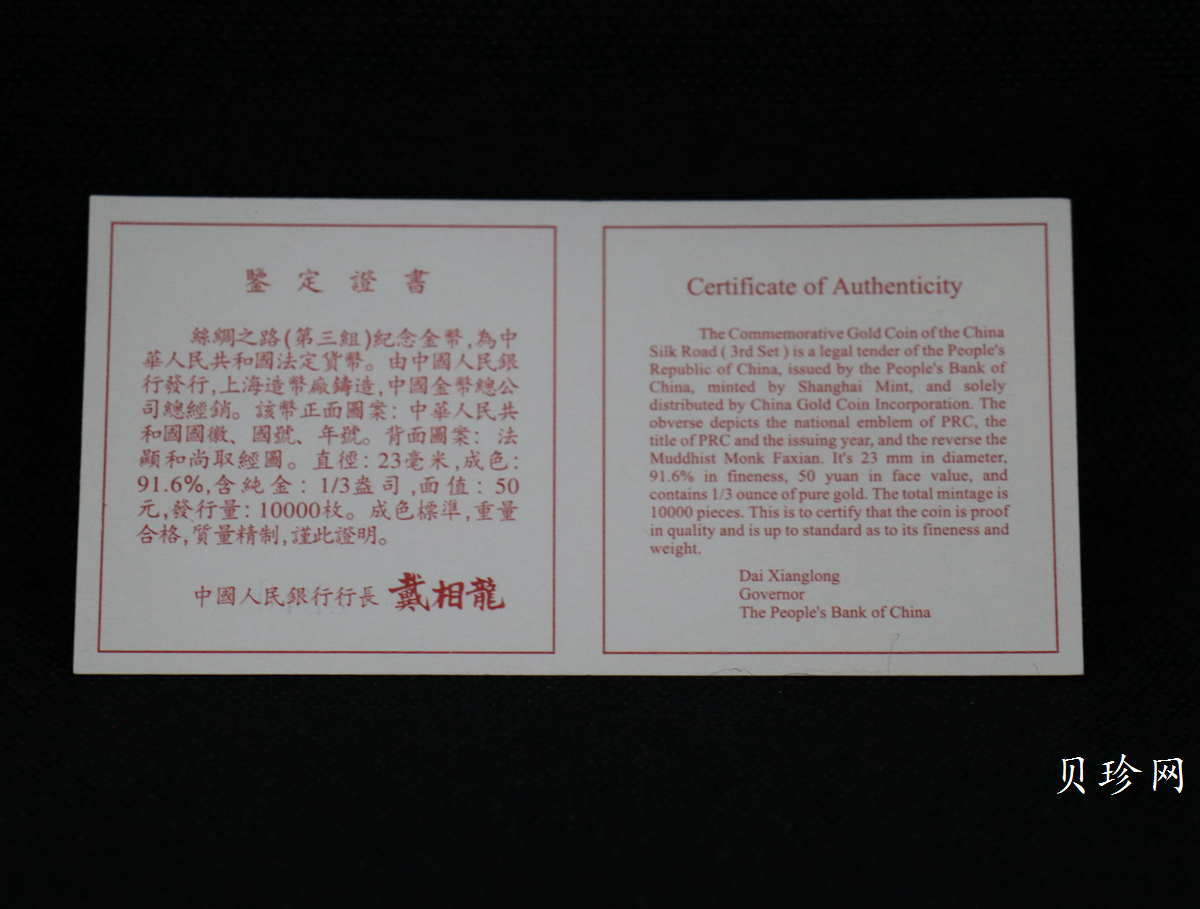 鑒定證書
絲綢之路(第三組)紀念金幣,為中
華人民共和國法定貨幣。由中國人民銀
行發行,上海造幣廠鑄造,中國金幣總公
司總經銷。該幣正面圖案:中華人民共
和國國徽、國號、年號。背面圖案:法
顯和尚取經圖。直徑:23毫米,成色:
91.6%,含純金:1/3盎司,面值:50
元,發行量:10000枚。成色標準,重量
合格,質量精制,謹此證明。
中國人民銀行行長 戴相龍
Certificate of Authenticity
The Commemorative Gold Coin of the China
Silk Road ( 3rd Set ) is a legal tender of the People's
Republic of China, issued by the People's Bank of
China, minted by Shanghai Mint, and solely
distributed by China Gold Coin Incorporation. The
obverse depicts the national emblem of PRC, the
title of PRC and the issuing year, and the reverse the
Muddhist Monk Faxian. It's 23 mm in diameter,
91.6% in fineness, 50 yuan in face value, and
contains 1/3 ounce of pure gold. The total mintage is
10000 pieces. This is to certify that the coin is proof
in quality and is up to standard as to its fineness and
weight.
Dai Xianglong
Governor
The People's Bank of China
贝珍网